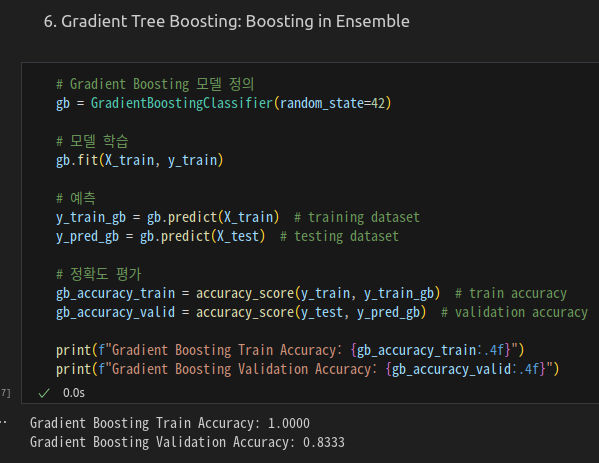 6. Gradient Tree Boosting: Boosting in Ensemble
# Gradient Boosting 모델 정의
gb = GradientBoostingClassifier(random_state=42)
# 모델 학습
gb.fit(X_train, y_train)
# 예측
y_train_gb = gb.predict(X_train)  # training dataset
y_pred_gb = gb.predict(X_test)  # testing dataset
# 정확도 평가
gb_accuracy_train = accuracy_score(y_train, y_train_gb)  # train accuracy
gb_accuracy_valid = accuracy_score(y_test, y_pred_gb)  # validation accuracy
print(f"Gradient Boosting Train Accuracy: {gb_accuracy_train:.4f}")
print(f"Gradient Boosting Validation Accuracy: {gb_accuracy_valid:.4f}")
7] 0.0s
Gradient Boosting Train Accuracy: 1.0000
Gradient Boosting Validation Accuracy: 0.8333